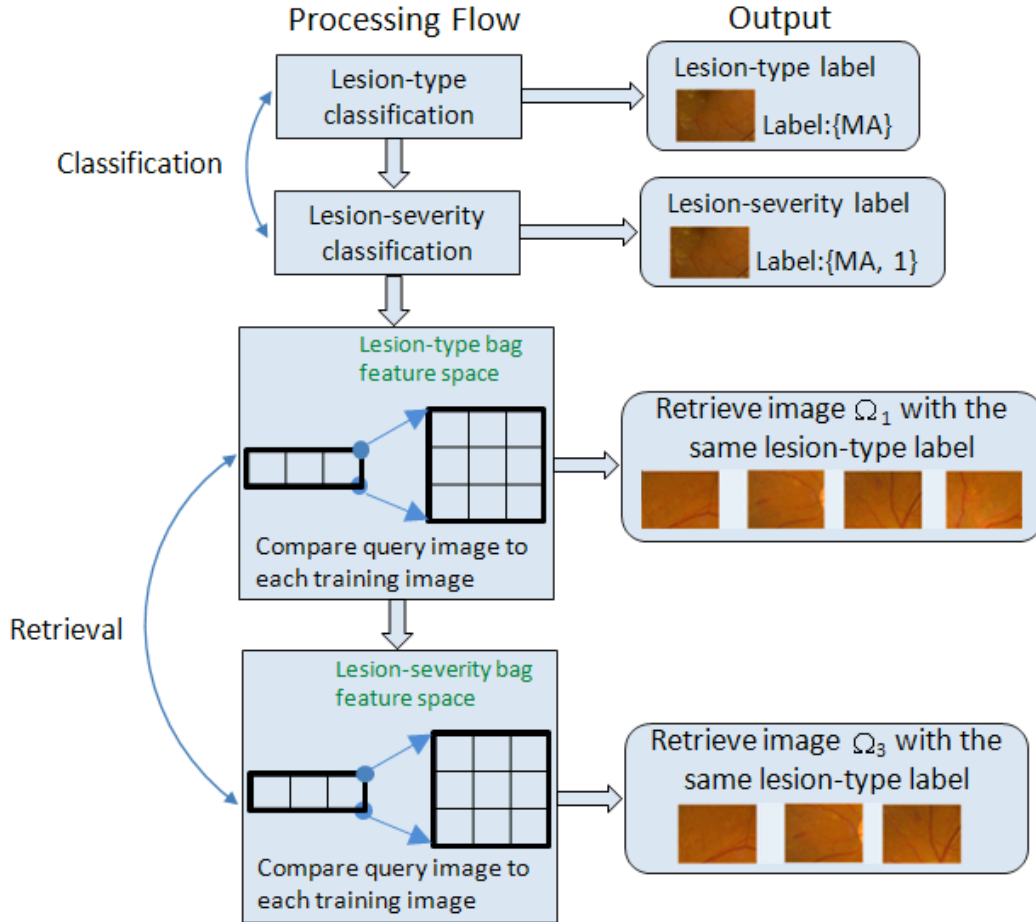 Processing Flow
Output
Lesion-type
classification
Lesion-type label
Label:{MA}
Classification
Lesion-severity
classification
Lesion-severity label
Label:{MA, 1}
Lesion-type bag
feature space
Compare query image to
each training image
Retrieve image Ω₁ with the
same lesion-type label
Retrieval
Lesion-severity bag
feature space
Compare query image to
each training image
Retrieve image Ω₃ with the
same lesion-type label